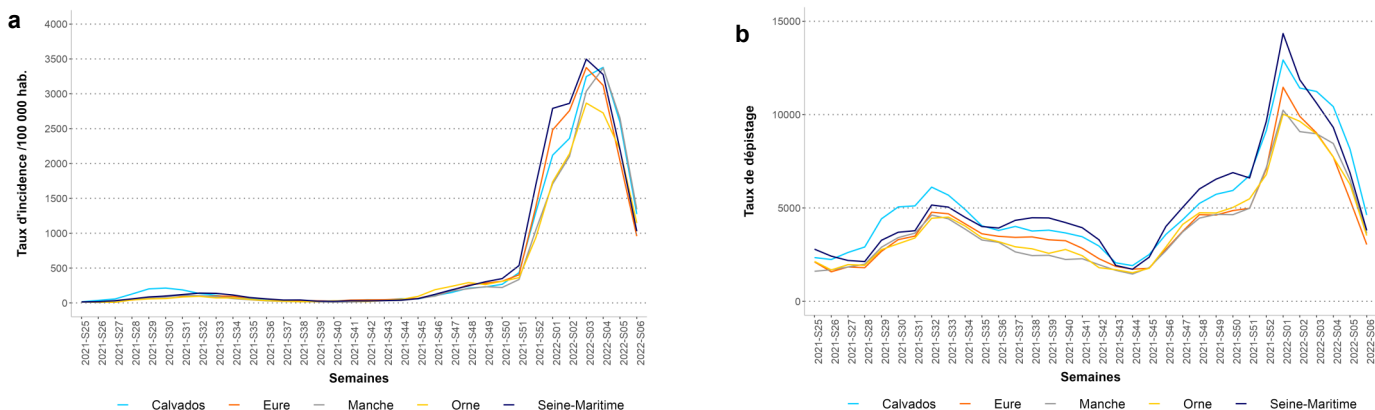 a
Taux d'incidence /100 000 hab.
4000
3500
3000
2500
2000
1500
1000
500
0
2021-S25
2021-S26
2021-S27
2021-S28
2021-S29
2021-S30
2021-S31
2021-S32
2021-S33
2021-S34
2021-S35
2021-S36
2021-S37
2021-S38
2021-S39
2021-S40
2021-S41
2021-S42
2021-S43
2021-S44
2021-S45
2021-S46
2021-S47
2021-S48
2021-S49
2021-S50
2021-S51
2021-S52
2022-S01
2022-S02
2022-S03
2022-S04
2022-S05
2022-S06
Semaines
Calvados Eure Manche Orne Seine-Maritime
b
Taux de dépistage
15000
10000
5000
0
2021-S25
2021-S26
2021-S27
2021-S28
2021-S29
2021-S30
2021-S31
2021-S32
2021-S33
2021-S34
2021-S35
2021-S36
2021-S37
2021-S38
2021-S39
2021-S40
2021-S41
2021-S42
2021-S43
2021-S44
2021-S45
2021-S46
2021-S47
2021-S48
2021-S49
2021-S50
2021-S51
2021-S52
2022-S01
2022-S02
2022-S03
2022-S04
2022-S05
2022-S06
Semaines
Calvados Eure Manche Orne Seine-Maritime